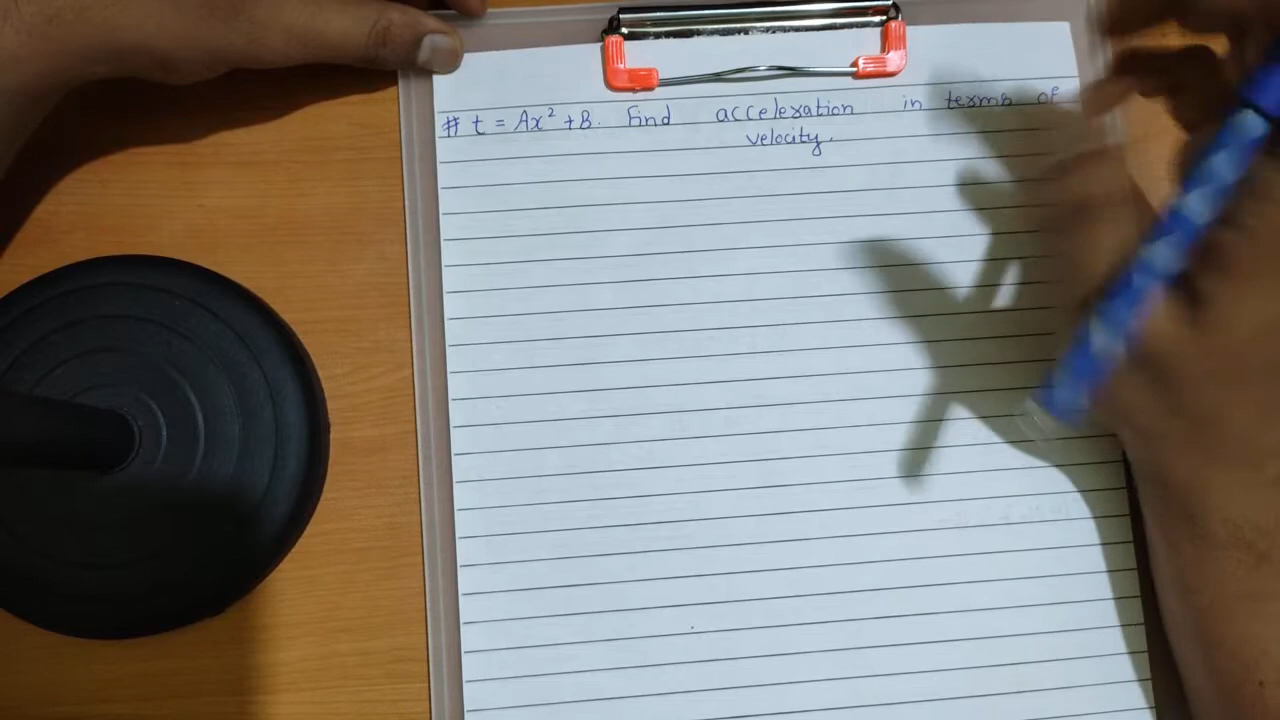 # t = Ax² + B. Find acceleration in terms of
velocity.